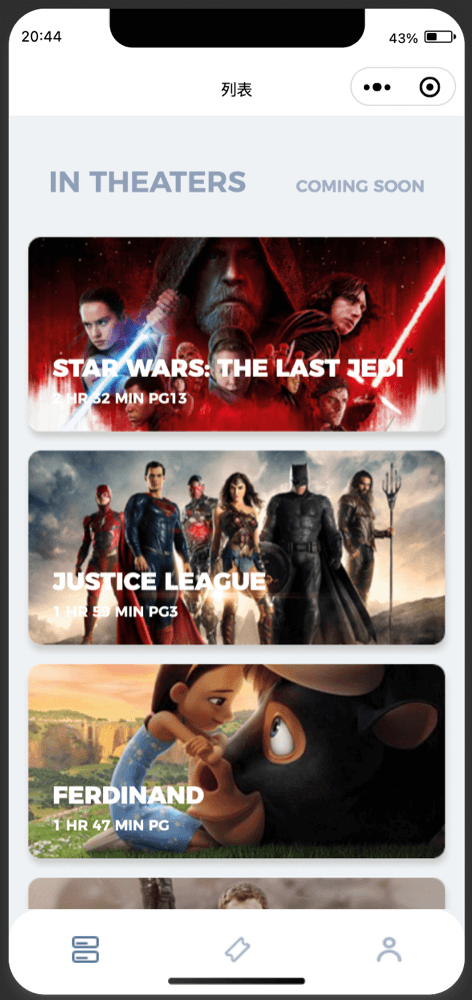 20:44
43%
列表
IN THEATERS
COMING SOON
STAR WARS: THE LAST JEDI
2 HR 32 MIN PG13
JUSTICE LEAGUE
1 HR 59 MIN PG3
FERDINAND
1 HR 47 MIN PG